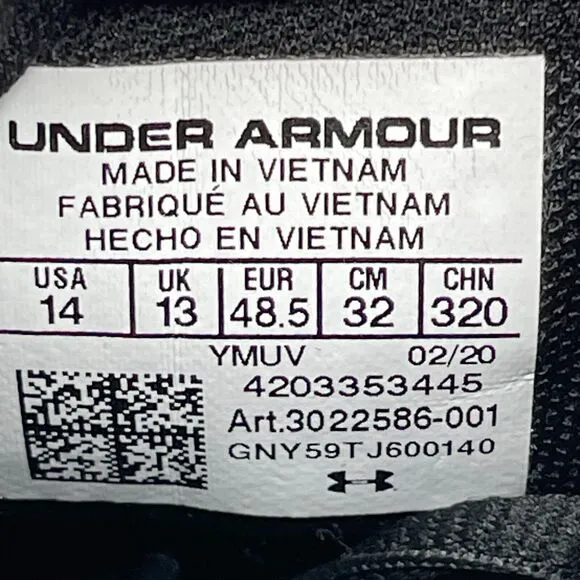 UNDER ARMOUR
MADE IN VIETNAM
FABRIQUÉ AU VIETNAM
HECHO EN VIETNAM
USA UK EUR CM CHN
14 13 48.5 32 320
YMUV 02/20
4203353445
Art.3022586-001
GNY59TJ600140